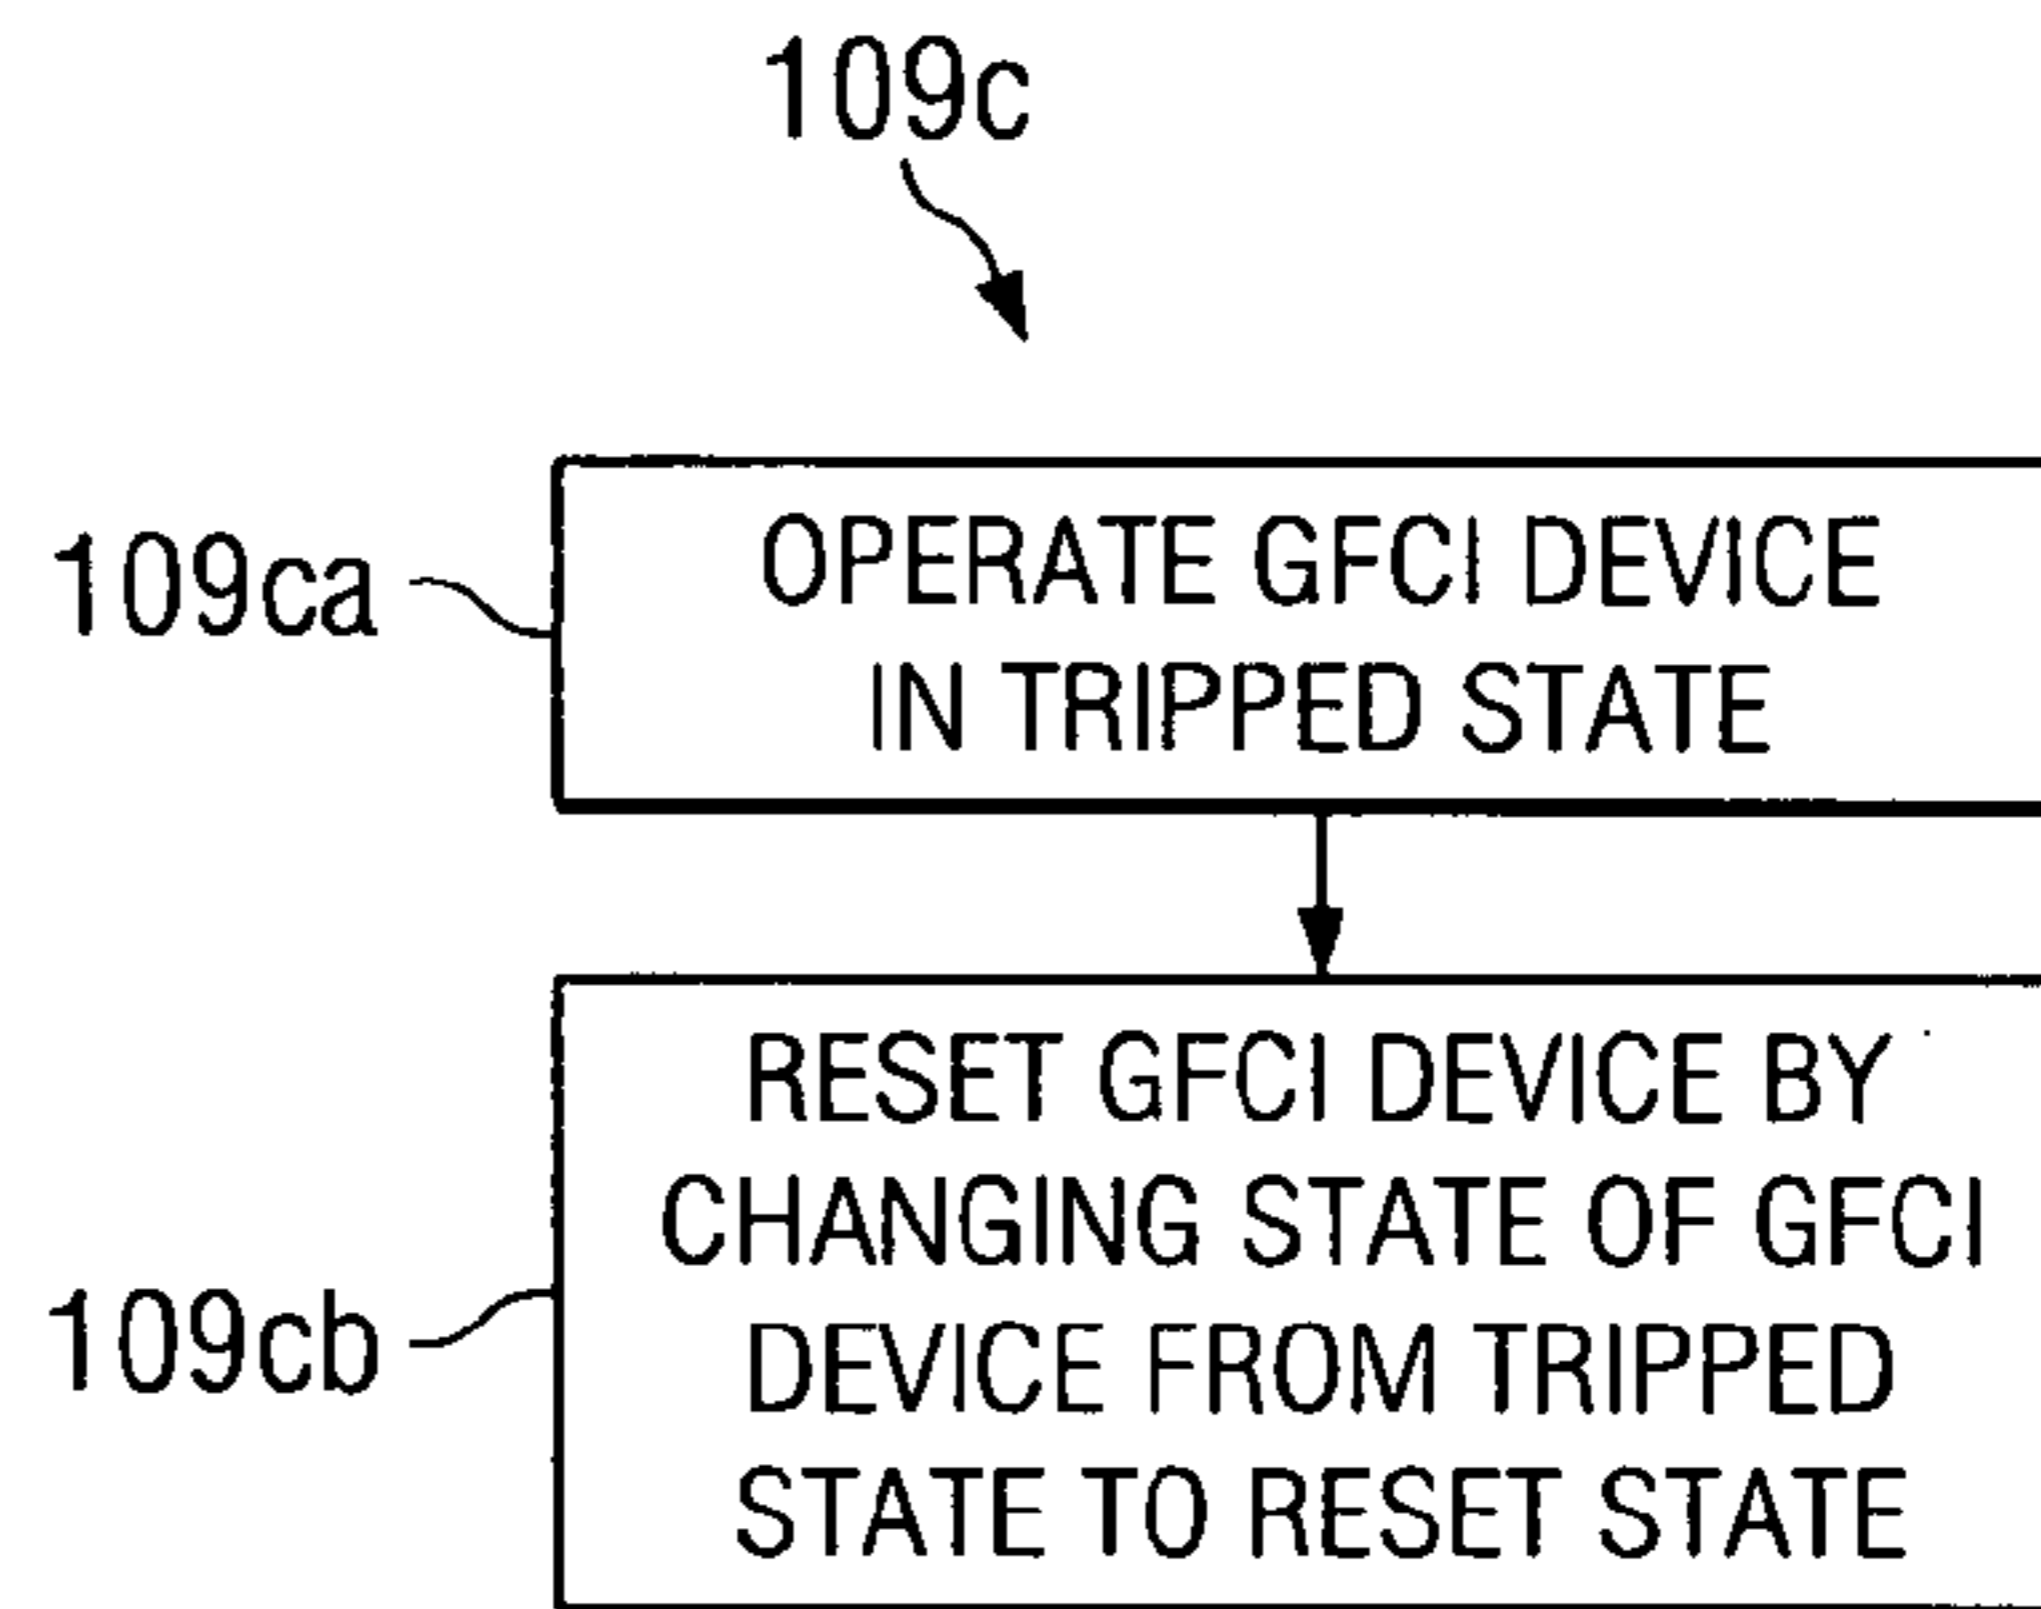 109c
109ca
OPERATE GFCI DEVICE
IN TRIPPED STATE
109cb
RESET GFCI DEVICE BY
CHANGING STATE OF GFCI
DEVICE FROM TRIPPED
STATE TO RESET STATE